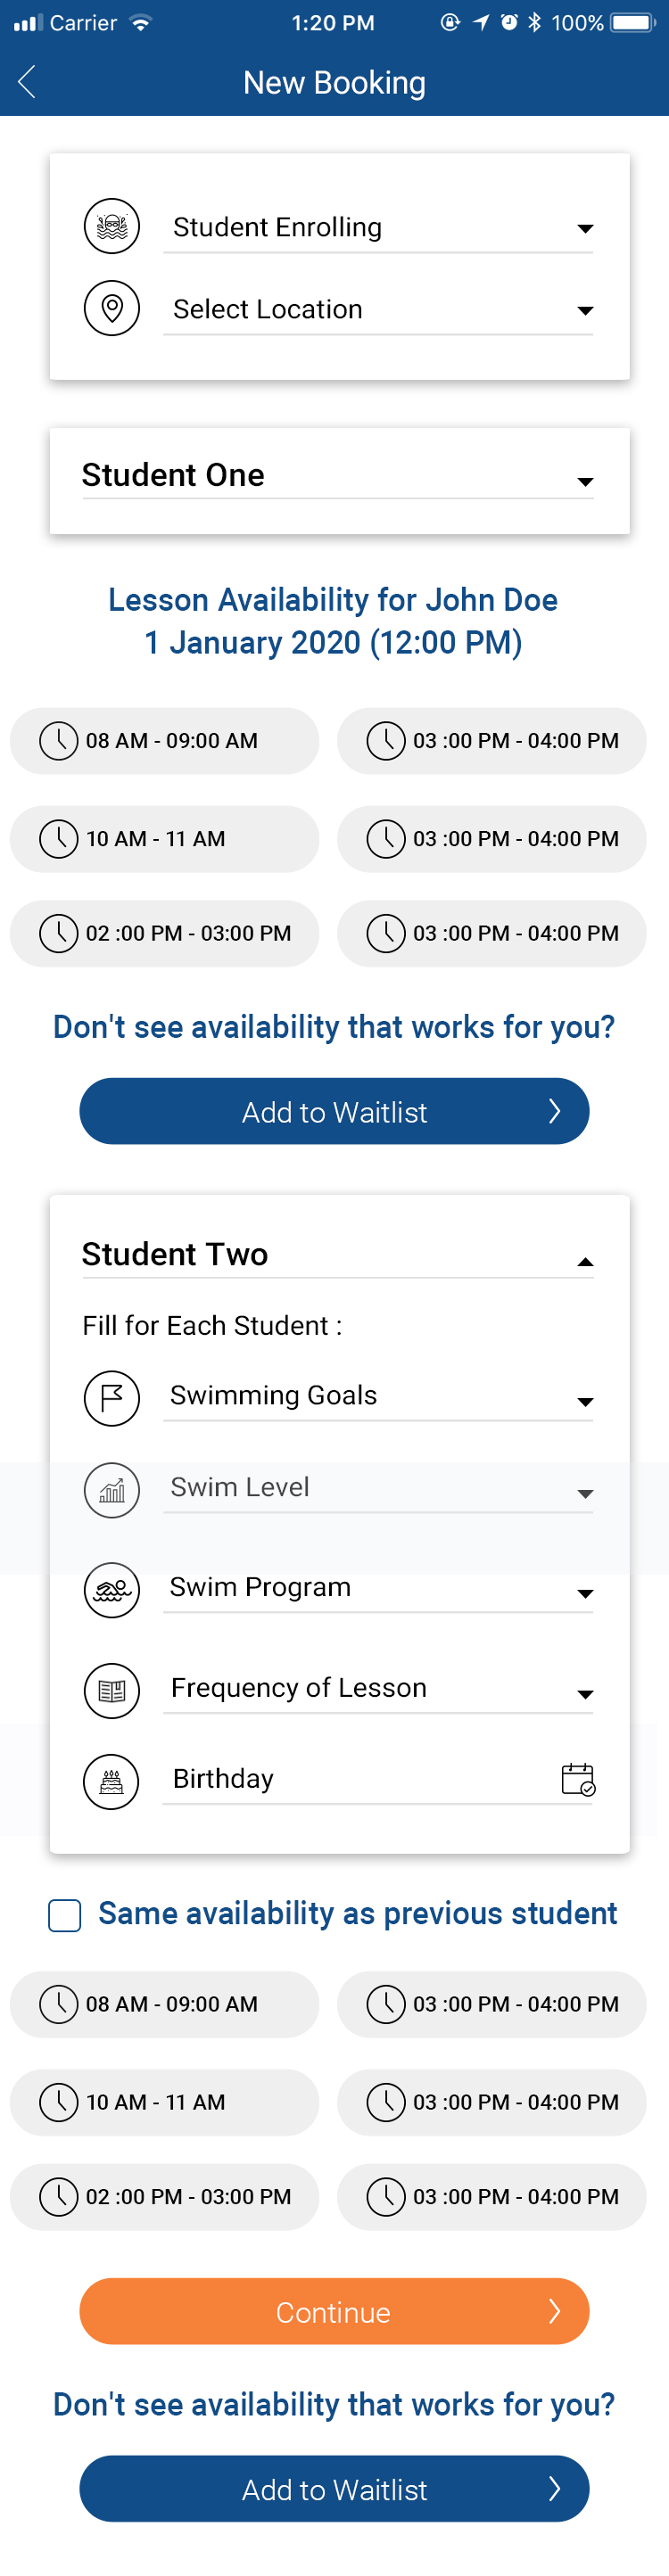 Carrier 1:20 PM 100%
New Booking
Student Enrolling
Select Location
Student One
Lesson Availability for John Doe
1 January 2020 (12:00 PM)
08 AM - 09:00 AM 03 :00 PM - 04:00 PM
10 AM - 11 AM 03 :00 PM - 04:00 PM
02 :00 PM - 03:00 PM 03 :00 PM - 04:00 PM
Don't see availability that works for you?
Add to Waitlist
Student Two
Fill for Each Student :
Swimming Goals
Swim Level
Swim Program
Frequency of Lesson
Birthday
Same availability as previous student
08 AM - 09:00 AM 03 :00 PM - 04:00 PM
10 AM - 11 AM 03 :00 PM - 04:00 PM
02 :00 PM - 03:00 PM 03 :00 PM - 04:00 PM
Continue
Don't see availability that works for you?
Add to Waitlist